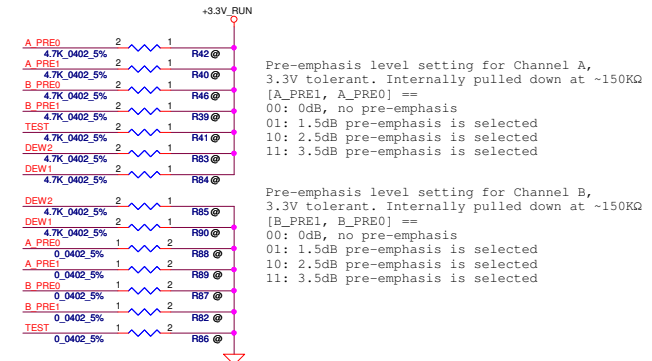 +3.3V_RUN
A_PRE0 2 1
4.7K_0402_5% R42 @
A_PRE1 2 1
4.7K_0402_5% R40 @
B_PRE0 2 1
4.7K_0402_5% R46 @
B_PRE1 2 1
4.7K_0402_5% R39 @
TEST 2 1
4.7K_0402_5% R41 @
DEW2 2 1
4.7K_0402_5% R83 @
DEW1 2 1
4.7K_0402_5% R84 @
DEW2 2 1
4.7K_0402_5% R85 @
DEW1 2 1
4.7K_0402_5% R90 @
A_PRE0 1 2
0_0402_5% R88 @
A_PRE1 1 2
0_0402_5% R89 @
B_PRE0 1 2
0_0402_5% R87 @
B_PRE1 1 2
0_0402_5% R82 @
TEST 1 2
0_0402_5% R86 @
Pre-emphasis level setting for Channel A,
3.3V tolerant. Internally pulled down at ~150KΩ
[A_PRE1, A_PRE0] ==
00: 0dB, no pre-emphasis
01: 1.5dB pre-emphasis is selected
10: 2.5dB pre-emphasis is selected
11: 3.5dB pre-emphasis is selected
Pre-emphasis level setting for Channel B,
3.3V tolerant. Internally pulled down at ~150KΩ
[B_PRE1, B_PRE0] ==
00: 0dB, no pre-emphasis
01: 1.5dB pre-emphasis is selected
10: 2.5dB pre-emphasis is selected
11: 3.5dB pre-emphasis is selected